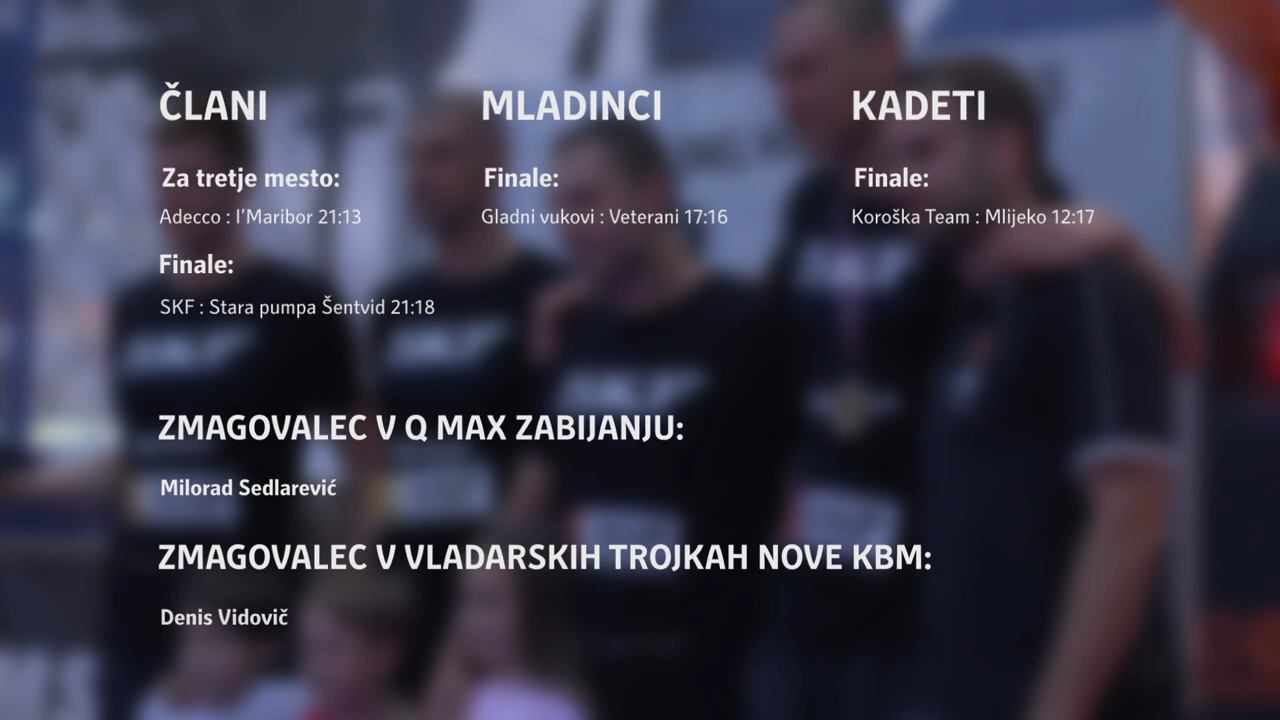 ČLANI
Za tretje mesto:
Adecco : l'Maribor 21:13
Finale:
SKF : Stara pumpa Šentvid 21:18
MLADINCI
Finale:
Gladni vukovi : Veterani 17:16
KADETI
Finale:
Koroška Team : Mlijeko 12:17
ZMAGOVALEC V Q MAX ZABIJANJU:
Milorad Sedlarević
ZMAGOVALEC V VLADARSKIH TROJKAH NOVE KBM:
Denis Vidovič